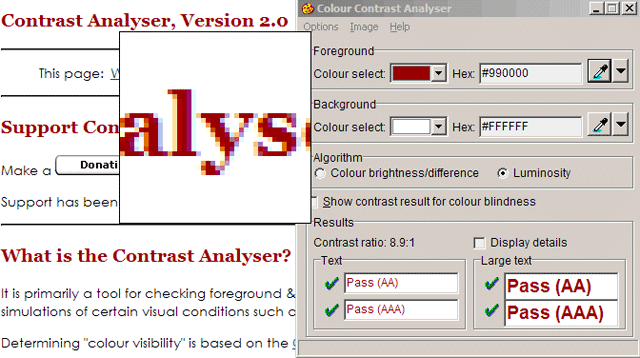 Contrast Analyser, Version 2.0
This page: W
alys
Support Con
Make a Donati
Support has been
What is the Contrast Analyser?
It is primarily a tool for checking foreground &
simulations of certain visual conditions such a
Determining "colour visibility" is based on the
Colour Contrast Analyser
Options Image Help
Foreground
Colour select: Hex: #990000
Background
Colour select: Hex: #FFFFFF
Algorithm
Colour brightness/difference Luminosity
Show contrast result for colour blindness
Results
Contrast ratio: 8.9:1 Display details
Text Large text
Pass (AA) Pass (AA)
Pass (AAA) Pass (AAA)